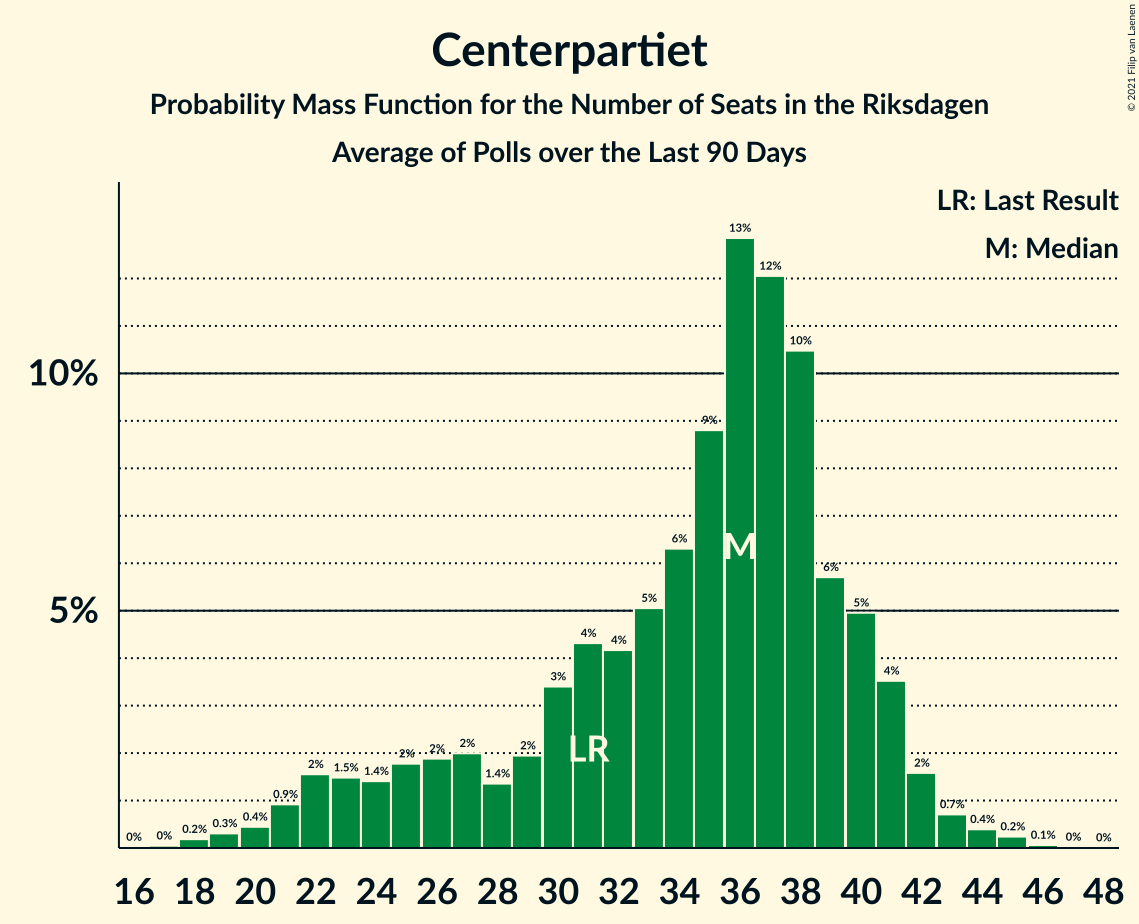 Centerpartiet
Probability Mass Function for the Number of Seats in the Riksdagen
Average of Polls over the Last 90 Days
© 2021 Filip van Laenen
LR: Last Result
M: Median
10%
5%
0% 0% 0.2% 0.3% 0.4% 0.9% 2% 1.5% 1.4% 2% 2% 2% 1.4% 2% 3% 4% 4% 5% 6% 9% 13% 12% 10% 6% 5% 4% 2% 0.7% 0.4% 0.2% 0.1% 0% 0%
M
LR
16 18 20 22 24 26 28 30 32 34 36 38 40 42 44 46 48